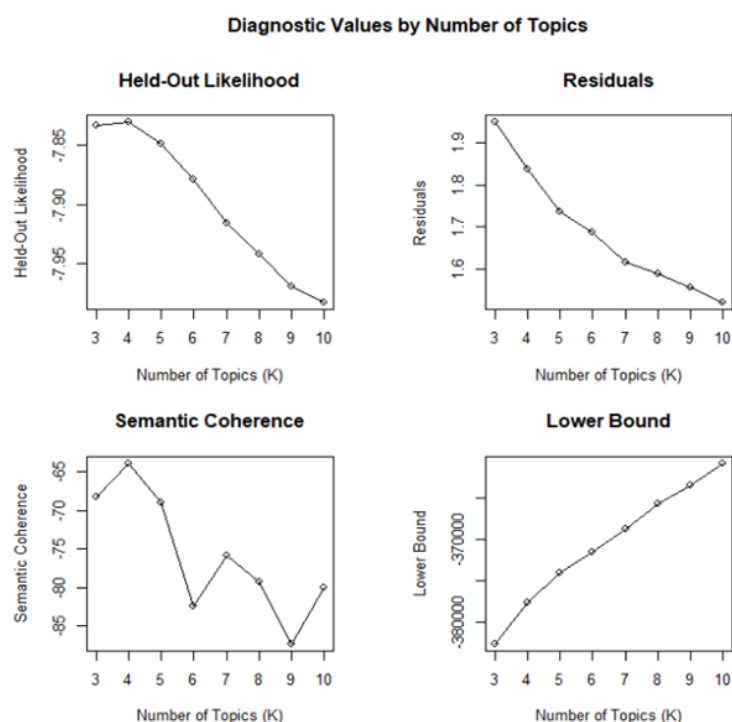 Diagnostic Values by Number of Topics
Held-Out Likelihood
Held-Out Likelihood
-7.85
-7.90
-7.95
3 4 5 6 7 8 9 10
Number of Topics (K)
Residuals
Residuals
1.9
1.8
1.7
1.6
3 4 5 6 7 8 9 10
Number of Topics (K)
Semantic Coherence
Semantic Coherence
-65
-70
-75
-80
-85
3 4 5 6 7 8 9 10
Number of Topics (K)
Lower Bound
Lower Bound
-370000
-380000
3 4 5 6 7 8 9 10
Number of Topics (K)